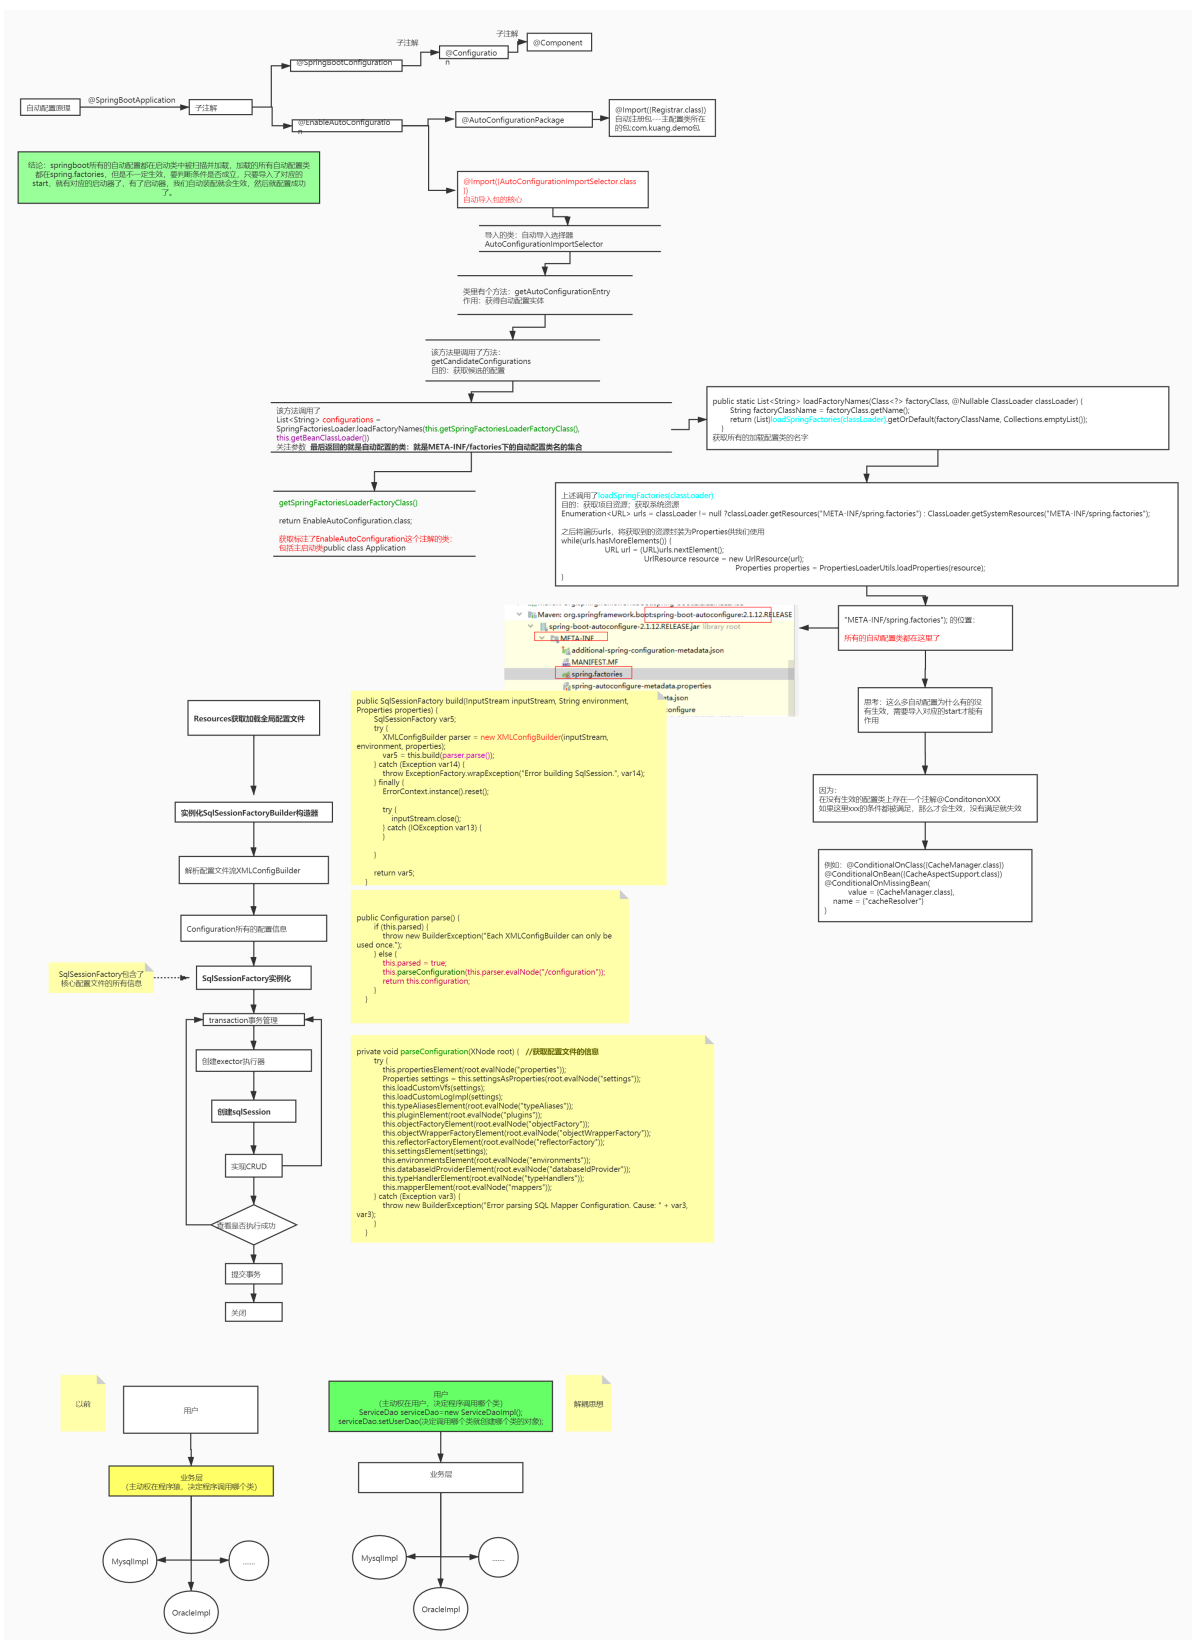 子注解
@Component
子注解
@Configuratio
n
@SpringBootConfiguration
自动配置原理
@SpringBootApplication
子注解
@EnableAutoConfiguratio
n
@AutoConfigurationPackage
@Import({Registrar.class})
自动注册包---主配置类所在
的包;com.kuang.demo包
结论：springboot所有的自动配置都在启动类中被扫描并加载，加载的所有自动配置类
都在spring.factories，但是不一定生效，要判断条件是否成立，只要导入了对应的
start，就有对应的启动器了，有了启动器，我们自动装配就会生效，然后就配置成功
了。
@Import({AutoConfigurationImportSelector.class
})
自动导入包的核心
导入的类：自动导入选择器
AutoConfigurationImportSelector
类里有个方法：getAutoConfigurationEntry
作用：获得自动配置实体
该方法里调用了方法：
getCandidateConfigurations
目的：获取候选的配置
该方法调用了
List<String> configurations =
SpringFactoriesLoader.loadFactoryNames(this.getSpringFactoriesLoaderFactoryClass(),
this.getBeanClassLoader())
关注参数 最后返回的就是自动配置的类：就是META-INF/factories下的自动配置类名的集合
public static List<String> loadFactoryNames(Class<?> factoryClass, @Nullable ClassLoader classLoader) {
String factoryClassName = factoryClass.getName();
return (List)loadSpringFactories(classLoader).getOrDefault(factoryClassName, Collections.emptyList());
}
获取所有的加载配置类的名字
getSpringFactoriesLoaderFactoryClass()
return EnableAutoConfiguration.class;
获取标注了EnableAutoConfiguration这个注解的类：
包括主启动类public class Application
上述调用了loadSpringFactories(classLoader)
目的：获取项目资源；获取系统资源
Enumeration<URL> urls = classLoader != null ?classLoader.getResources("META-INF/spring.factories") : ClassLoader.getSystemResources("META-INF/spring.factories");
之后将遍历urls，将获取到的资源封装为Properties供我们使用
while(urls.hasMoreElements()) {
URL url = (URL)urls.nextElement();
UrlResource resource = new UrlResource(url);
Properties properties = PropertiesLoaderUtils.loadProperties(resource);
}
Maven: org.springframework.boot:spring-boot-autoconfigure:2.1.12.RELEASE
spring-boot-autoconfigure-2.1.12.RELEASE.jar library root
META-INF
additional-spring-configuration-metadata.json
MANIFEST.MF
spring.factories
spring-autoconfigure-metadata.properties
ta.json
configure
"META-INF/spring.factories"); 的位置:
所有的自动配置类都在这里了
思考：这么多自动配置为什么有的没
有生效，需要导入对应的start才能有
作用
因为：
在没有生效的配置类上存在一个注解@ConditononXXX
如果这里xxx的条件都被满足，那么才会生效，没有满足就失效
例如：@ConditionalOnClass({CacheManager.class})
@ConditionalOnBean({CacheAspectSupport.class})
@ConditionalOnMissingBean(
value = {CacheManager.class},
name = {"cacheResolver"}
)
Resources获取加载全局配置文件
实例化SqlSessionFactoryBuilder构造器
解析配置文件流XMLConfigBuilder
Configuration所有的配置信息
SqlSessionFactory包含了
核心配置文件的所有信息
SqlSessionFactory实例化
transaction事务管理
创建exector执行器
创建sqlSession
实现CRUD
查看是否执行成功
提交事务
关闭
public SqlSessionFactory build(InputStream inputStream, String environment,
Properties properties) {
SqlSessionFactory var5;
try {
XMLConfigBuilder parser = new XMLConfigBuilder(inputStream,
environment, properties);
var5 = this.build(parser.parse());
} catch (Exception var14) {
throw ExceptionFactory.wrapException("Error building SqlSession.", var14);
} finally {
ErrorContext.instance().reset();
try {
inputStream.close();
} catch (IOException var13) {
}
}
return var5;
}
public Configuration parse() {
if (this.parsed) {
throw new BuilderException("Each XMLConfigBuilder can only be
used once.");
} else {
this.parsed = true;
this.parseConfiguration(this.parser.evalNode("/configuration"));
return this.configuration;
}
}
private void parseConfiguration(XNode root) { //获取配置文件的信息
try {
this.propertiesElement(root.evalNode("properties"));
Properties settings = this.settingsAsProperties(root.evalNode("settings"));
this.loadCustomVfs(settings);
this.loadCustomLogImpl(settings);
this.typeAliasesElement(root.evalNode("typeAliases"));
this.pluginElement(root.evalNode("plugins"));
this.objectFactoryElement(root.evalNode("objectFactory"));
this.objectWrapperFactoryElement(root.evalNode("objectWrapperFactory"));
this.reflectorFactoryElement(root.evalNode("reflectorFactory"));
this.settingsElement(settings);
this.environmentsElement(root.evalNode("environments"));
this.databaseIdProviderElement(root.evalNode("databaseIdProvider"));
this.typeHandlerElement(root.evalNode("typeHandlers"));
this.mapperElement(root.evalNode("mappers"));
} catch (Exception var3) {
throw new BuilderException("Error parsing SQL Mapper Configuration. Cause: " + var3,
var3);
}
}
以前
用户
业务层
(主动权在程序猿，决定程序调用哪个类)
MysqlImpl
.......
OracleImpl
用户
(主动权在用户，决定程序调用哪个类)
ServiceDao serviceDao=new ServiceDaoImpl();
serviceDao.setUserDao(决定调用哪个类就创建哪个类的对象);
解耦思想
业务层
MysqlImpl
.......
OracleImpl